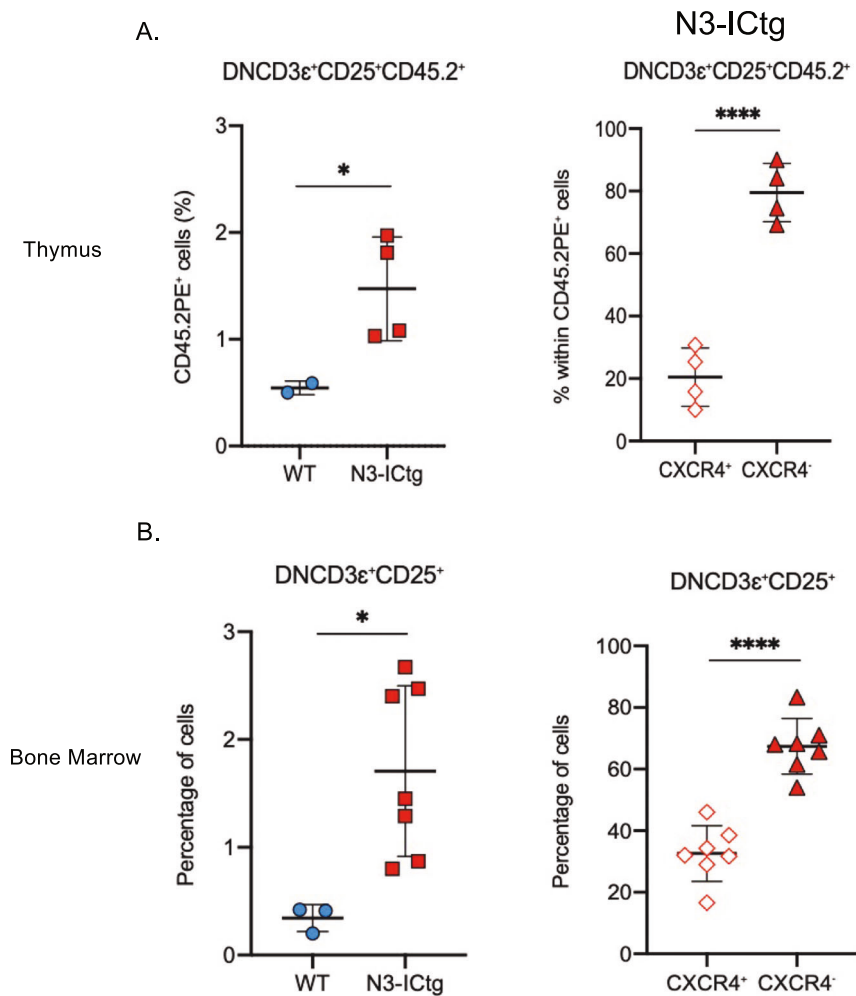 A.
N3-ICtg
DNCD3ε⁺CD25⁺CD45.2⁺
DNCD3ε⁺CD25⁺CD45.2⁺
Thymus
CD45.2PE⁺ cells (%)
3
2
1
0
*
WT N3-ICtg
% within CD45.2PE⁺ cells
100
80
60
40
20
0
****
CXCR4⁺ CXCR4⁻
B.
DNCD3ε⁺CD25⁺
DNCD3ε⁺CD25⁺
Bone Marrow
Percentage of cells
3
2
1
0
*
WT N3-ICtg
Percentage of cells
100
80
60
40
20
0
****
CXCR4⁺ CXCR4⁻